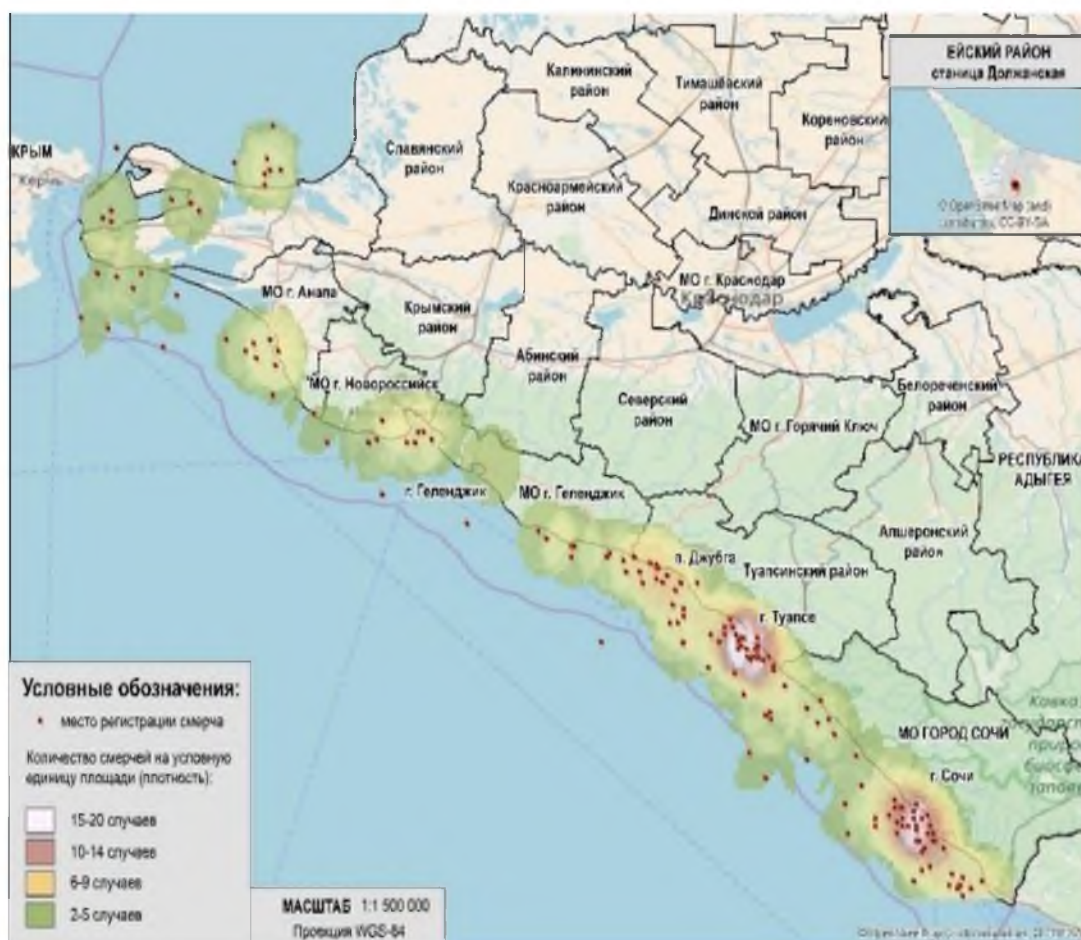 ЕЙСКИЙ РАЙОН
станица Должанская
Калининский
район
Тимашёвский
район
Кореновский
район
КРЫМ
Керчь
Славянский
район
Красноармейский
район
Динской район
МО г. Краснодар
Краснодар
МО г. Анапа
Крымский
район
Абинский
район
Северский
район
МО г. Горячий Ключ
Белореченский
район
МО г. Новороссийск
РЕСПУБЛИКА
АДЫГЕЯ
г. Геленджик
МО г. Геленджик
Апшеронский
район
п. Джубга
Туапсинский район
г. Туапсе
МО ГОРОД СОЧИ
г. Сочи
Условные обозначения:
место регистрации смерча
Количество смерчей на условную
единицу площади (плотность):
15-20 случаев
10-14 случаев
6-9 случаев
2-5 случаев
МАСШТАБ 1:1 500 000
Проекция WGS-84